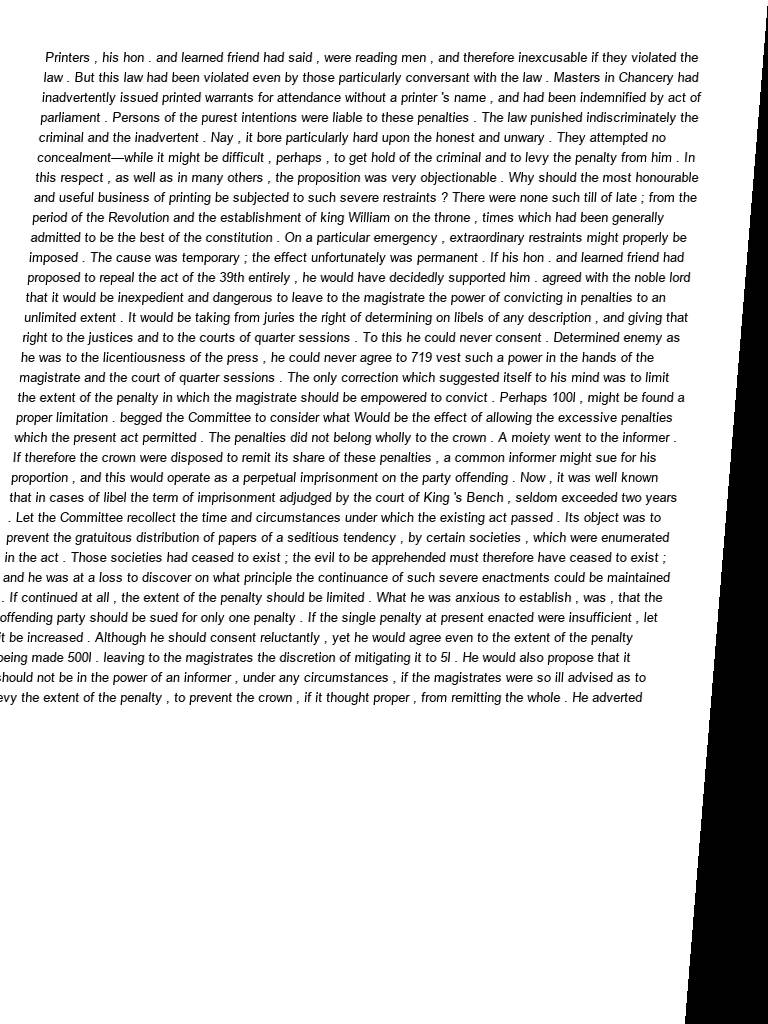 Printers , his hon . and learned friend had said , were reading men , and therefore inexcusable if they violated the
law . But this law had been violated even by those particularly conversant with the law . Masters in Chancery had
inadvertently issued printed warrants for attendance without a printer 's name , and had been indemnified by act of
parliament . Persons of the purest intentions were liable to these penalties . The law punished indiscriminately the
criminal and the inadvertent . Nay , it bore particularly hard upon the honest and unwary . They attempted no
concealment—while it might be difficult , perhaps , to get hold of the criminal and to levy the penalty from him . In
this respect , as well as in many others , the proposition was very objectionable . Why should the most honourable
and useful business of printing be subjected to such severe restraints ? There were none such till of late ; from the
period of the Revolution and the establishment of king William on the throne , times which had been generally
admitted to be the best of the constitution . On a particular emergency , extraordinary restraints might properly be
imposed . The cause was temporary ; the effect unfortunately was permanent . If his hon . and learned friend had
proposed to repeal the act of the 39th entirely , he would have decidedly supported him . agreed with the noble lord
that it would be inexpedient and dangerous to leave to the magistrate the power of convicting in penalties to an
unlimited extent . It would be taking from juries the right of determining on libels of any description , and giving that
right to the justices and to the courts of quarter sessions . To this he could never consent . Determined enemy as
he was to the licentiousness of the press , he could never agree to 719 vest such a power in the hands of the
magistrate and the court of quarter sessions . The only correction which suggested itself to his mind was to limit
the extent of the penalty in which the magistrate should be empowered to convict . Perhaps 100l , might be found a
proper limitation . begged the Committee to consider what Would be the effect of allowing the excessive penalties
which the present act permitted . The penalties did not belong wholly to the crown . A moiety went to the informer .
If therefore the crown were disposed to remit its share of these penalties , a common informer might sue for his
proportion , and this would operate as a perpetual imprisonment on the party offending . Now , it was well known
that in cases of libel the term of imprisonment adjudged by the court of King 's Bench , seldom exceeded two years
. Let the Committee recollect the time and circumstances under which the existing act passed . Its object was to
prevent the gratuitous distribution of papers of a seditious tendency , by certain societies , which were enumerated
in the act . Those societies had ceased to exist ; the evil to be apprehended must therefore have ceased to exist ;
and he was at a loss to discover on what principle the continuance of such severe enactments could be maintained
. If continued at all , the extent of the penalty should be limited . What he was anxious to establish , was , that the
offending party should be sued for only one penalty . If the single penalty at present enacted were insufficient , let
it be increased . Although he should consent reluctantly , yet he would agree even to the extent of the penalty
being made 500l . leaving to the magistrates the discretion of mitigating it to 5l . He would also propose that it
should not be in the power of an informer , under any circumstances , if the magistrates were so ill advised as to
evy the extent of the penalty , to prevent the crown , if it thought proper , from remitting the whole . He adverted